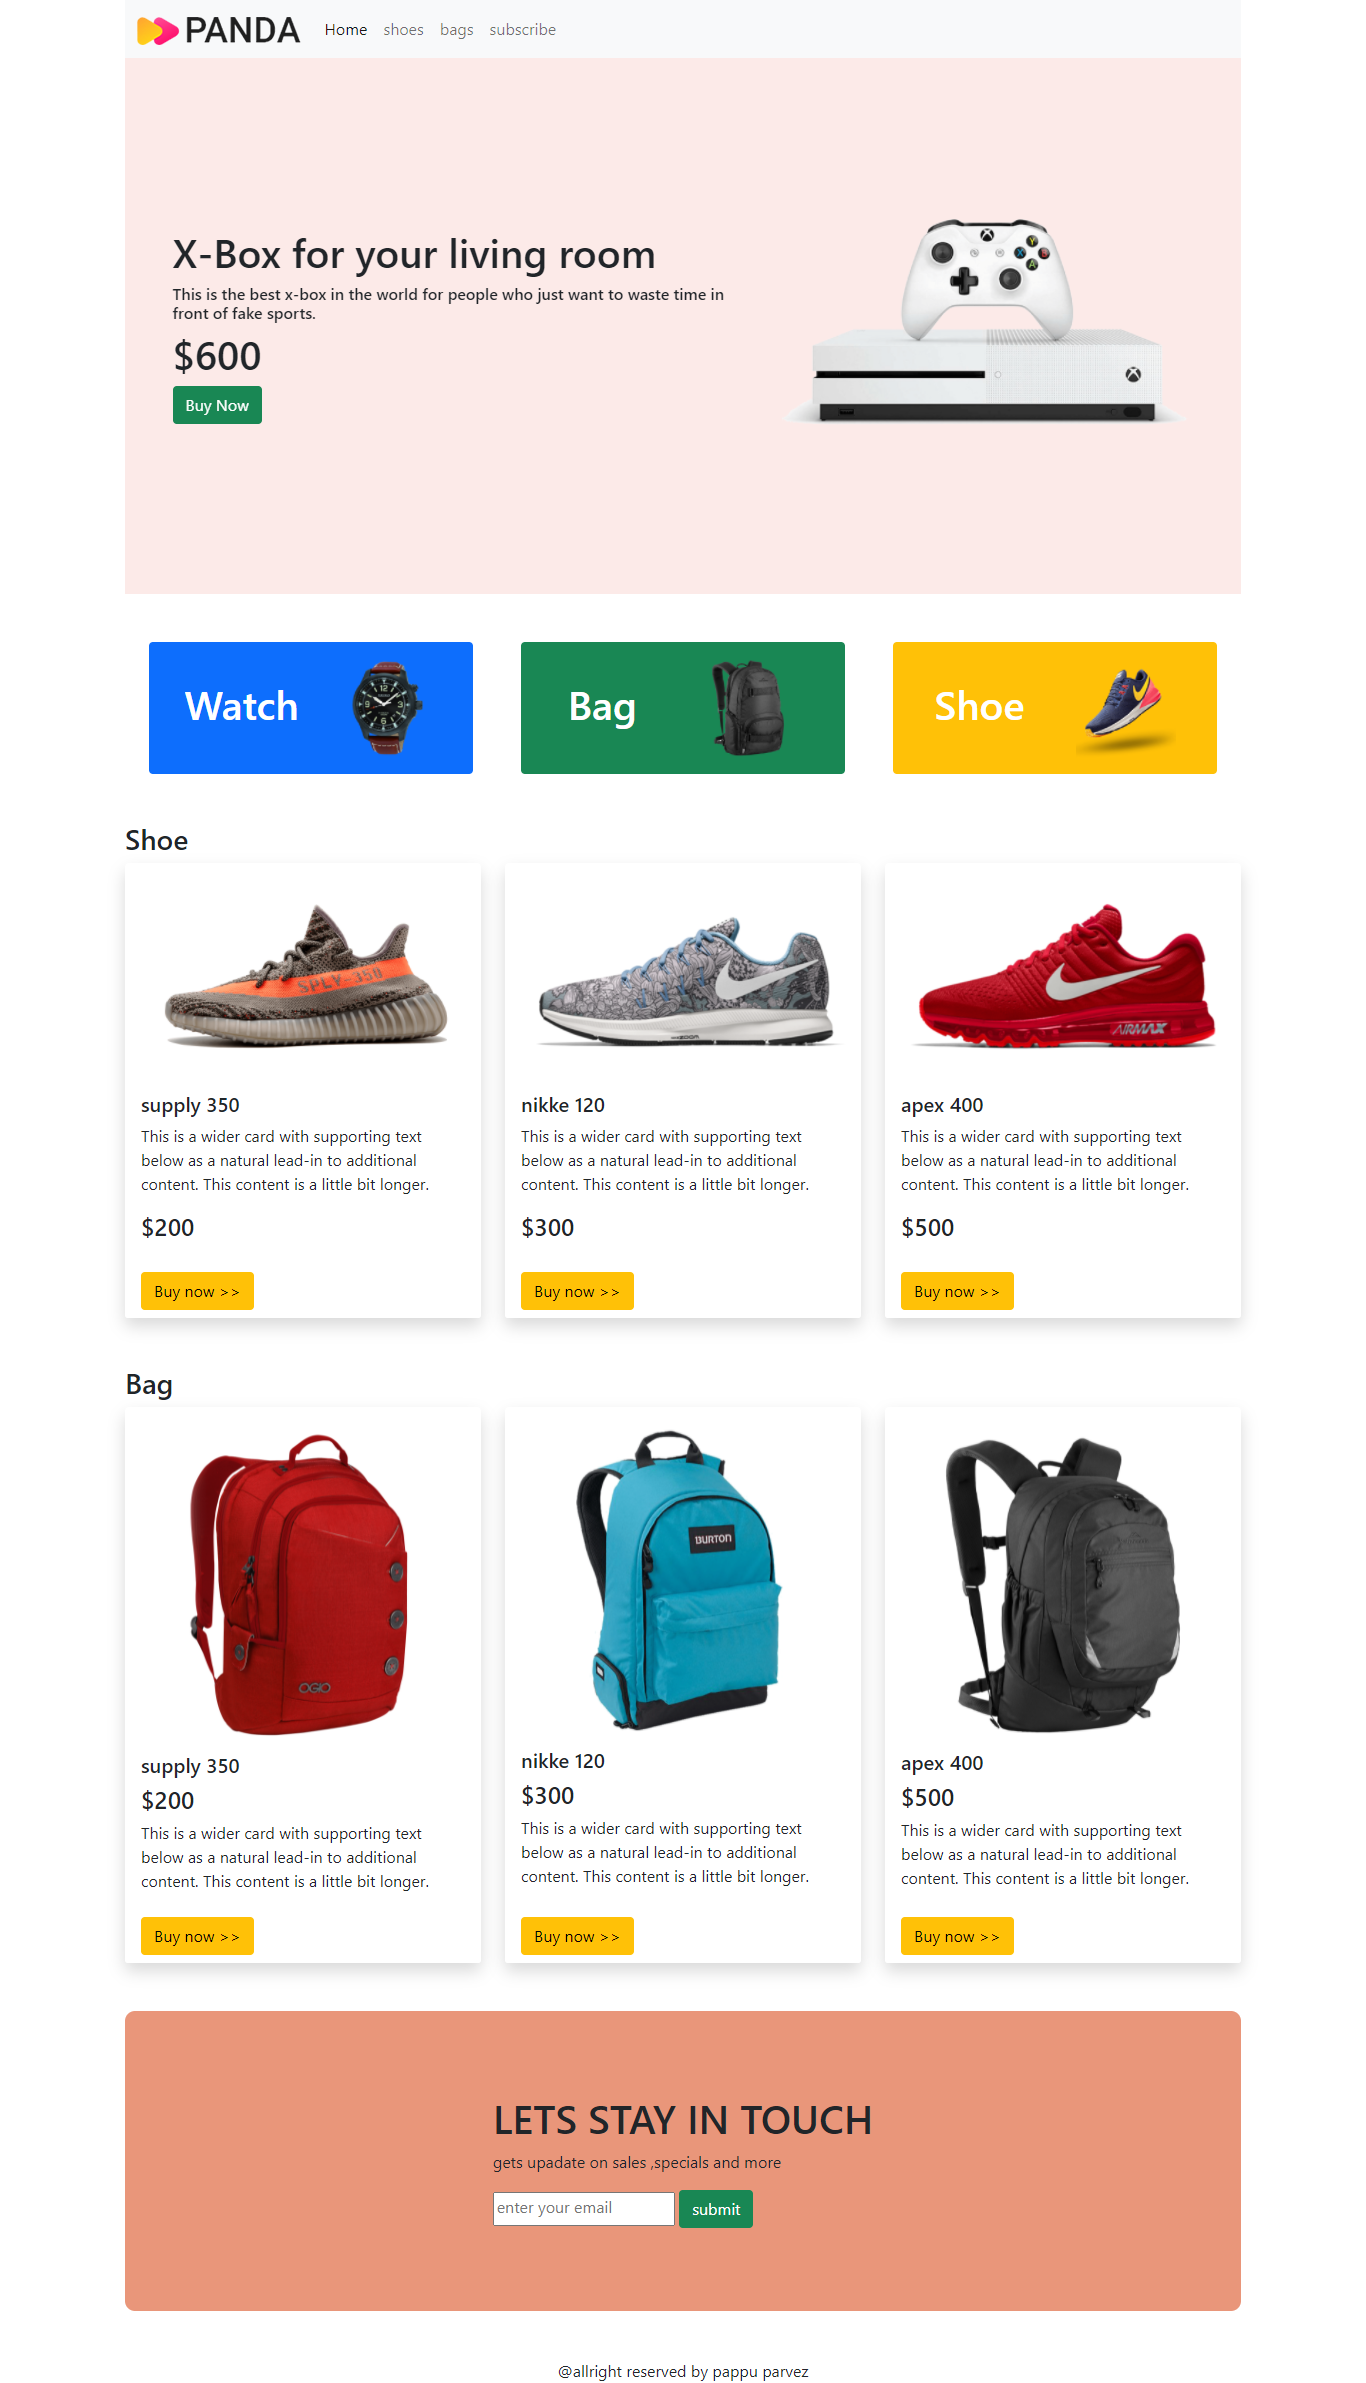 PANDA Home shoes bags subscribe
X-Box for your living room
This is the best x-box in the world for people who just want to waste time in
front of fake sports.
$600
Buy Now
Y
X B
A
Watch
Bag
Shoe
Shoe
SPLY-350
ZOOM
AIRMAX
supply 350
This is a wider card with supporting text
below as a natural lead-in to additional
content. This content is a little bit longer.
$200
Buy now >>
nikke 120
This is a wider card with supporting text
below as a natural lead-in to additional
content. This content is a little bit longer.
$300
Buy now >>
apex 400
This is a wider card with supporting text
below as a natural lead-in to additional
content. This content is a little bit longer.
$500
Buy now >>
Bag
OGIO
BURTON
supply 350
$200
This is a wider card with supporting text
below as a natural lead-in to additional
content. This content is a little bit longer.
Buy now >>
nikke 120
$300
This is a wider card with supporting text
below as a natural lead-in to additional
content. This content is a little bit longer.
Buy now >>
apex 400
$500
This is a wider card with supporting text
below as a natural lead-in to additional
content. This content is a little bit longer.
Buy now >>
LETS STAY IN TOUCH
gets upadate on sales ,specials and more
enter your email submit
@allright reserved by pappu parvez